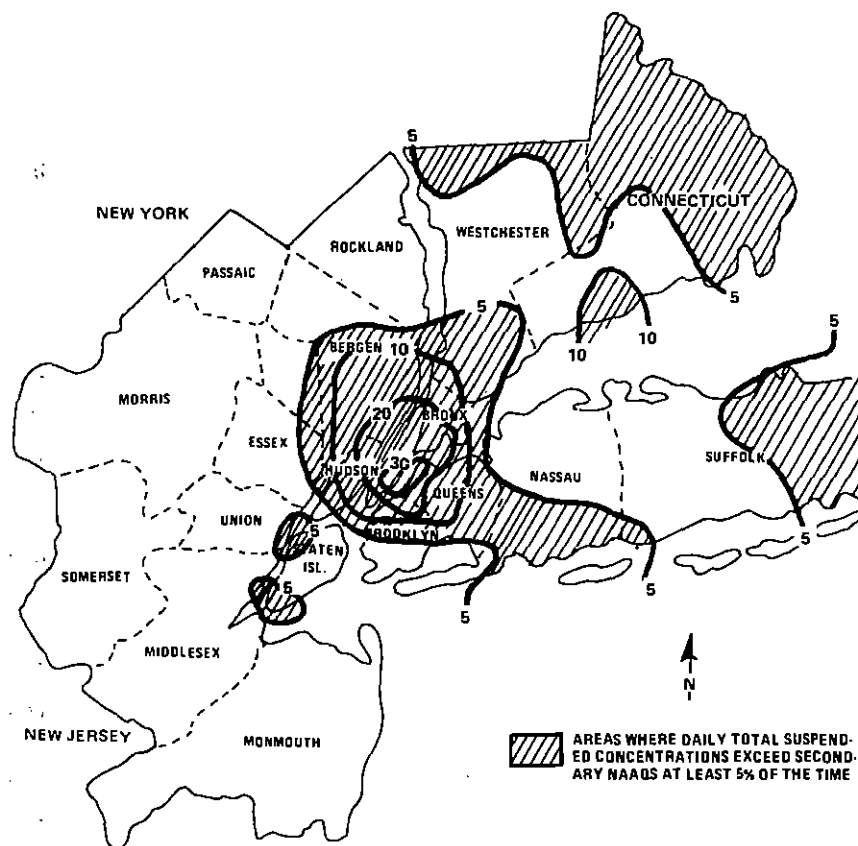 5
NEW YORK
ROCKLAND
WESTCHESTER
CONNECTICUT
PASSAIC
5
5
10
10
5
BERGEN 10
MORRIS
20
BRONX
ESSEX
HUDSON
30
QUEENS
NASSAU
SUFFOLK
UNION
5
BROOKLYN
5
SOMERSET
STATEN
ISL.
5
5
5
MIDDLESEX
N
NEW JERSEY
MONMOUTH
AREAS WHERE DAILY TOTAL SUSPEND-
ED CONCENTRATIONS EXCEED SECOND-
ARY NAAQS AT LEAST 5% OF THE TIME